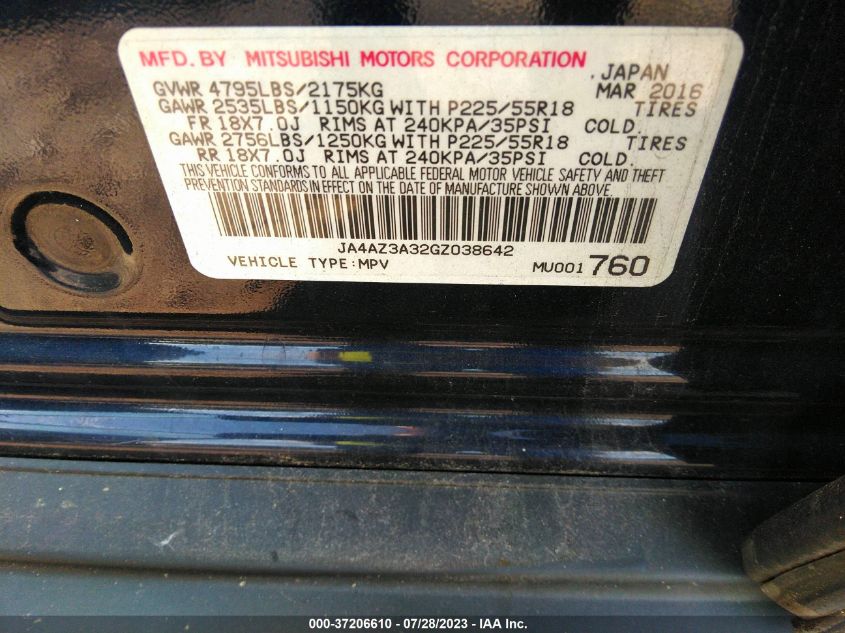 MFD. BY MITSUBISHI MOTORS CORPORATION
JAPAN
GVWR 4795LBS/2175KG MAR 2016
GAWR 2535LBS/1150KG WITH P225/55R18 TIRES
FR 18X7.0J RIMS AT 240KPA/35PSI COLD.
GAWR 2756LBS/1250KG WITH P225/55R18 TIRES
RR 18X7.0J RIMS AT 240KPA/35PSI COLD.
THIS VEHICLE CONFORMS TO ALL APPLICABLE FEDERAL MOTOR VEHICLE SAFETY AND THEFT
PREVENTION STANDARDS IN EFFECT ON THE DATE OF MANUFACTURE SHOWN ABOVE.
JA4AZ3A32GZ038642
VEHICLE TYPE:MPV MU001 760
000-37206610 / 07/28/2023 - IAA Inc.